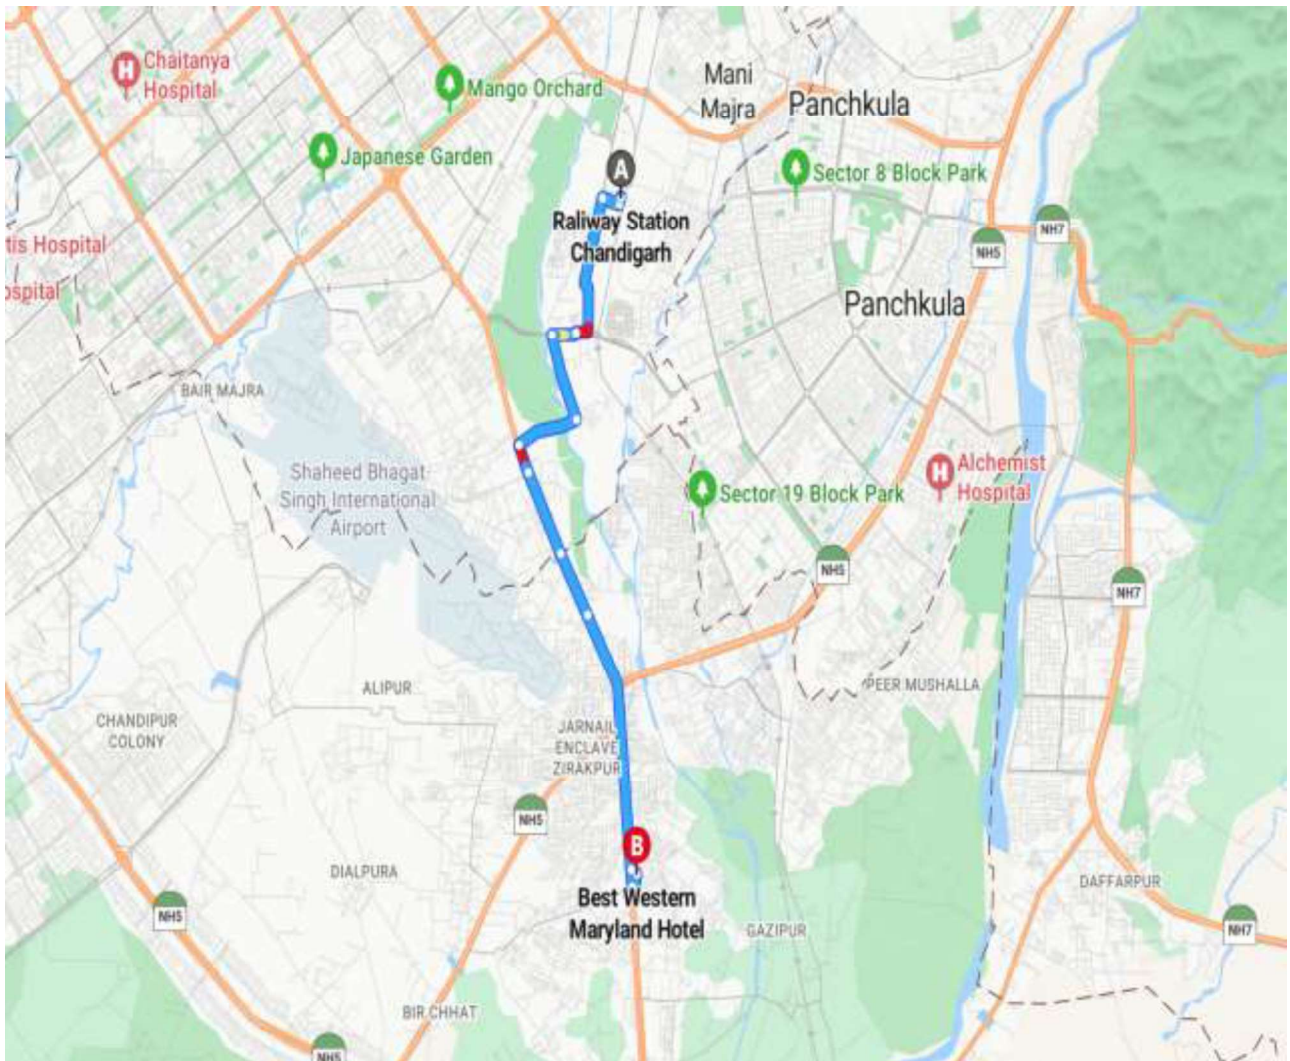 Chaitanya
Hospital
Mango Orchard
Mani
Majra
Panchkula
Japanese Garden
A
Sector 8 Block Park
Raliway Station
Chandigarh
tis Hospital
ospital
NH7
NH5
Panchkula
BAIR MAJRA
Shaheed Bhagat
Singh International
Airport
Alchemist
Hospital
Sector 19 Block Park
NH5
NH7
ALIPUR
PEER MUSHALLA
CHANDIPUR
COLONY
JARNAIL
ENCLAVE
ZIRAKPUR
NH5
B
DIALPURA
DAFFARPUR
Best Western
Maryland Hotel
NH5
GAZIPUR
NH7
BIR CHHAT
NH5